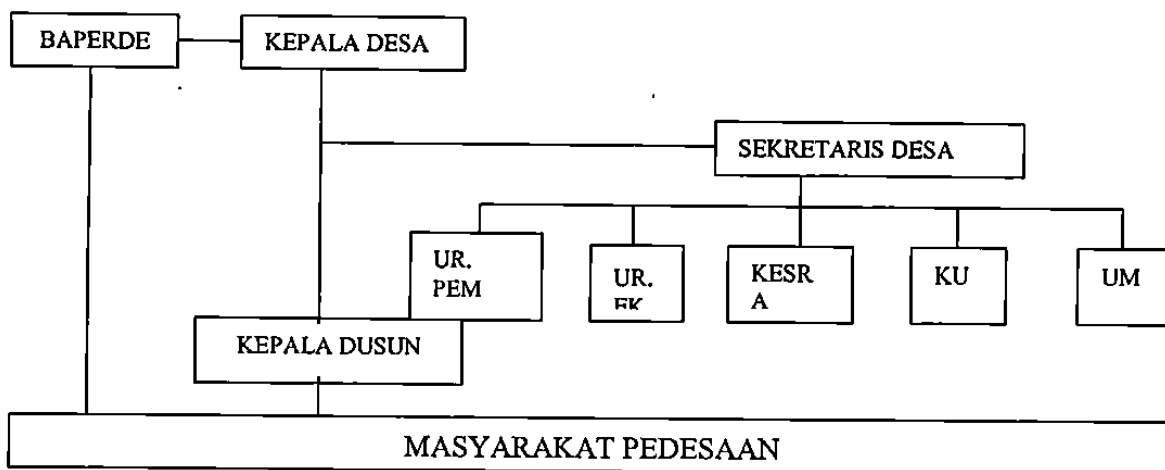 BAPERDE
KEPALA DESA
SEKRETARIS DESA
UR.
PEM
UR.
KESR
A
KU
UM
KEPALA DUSUN
MASYARAKAT PEDESAAN